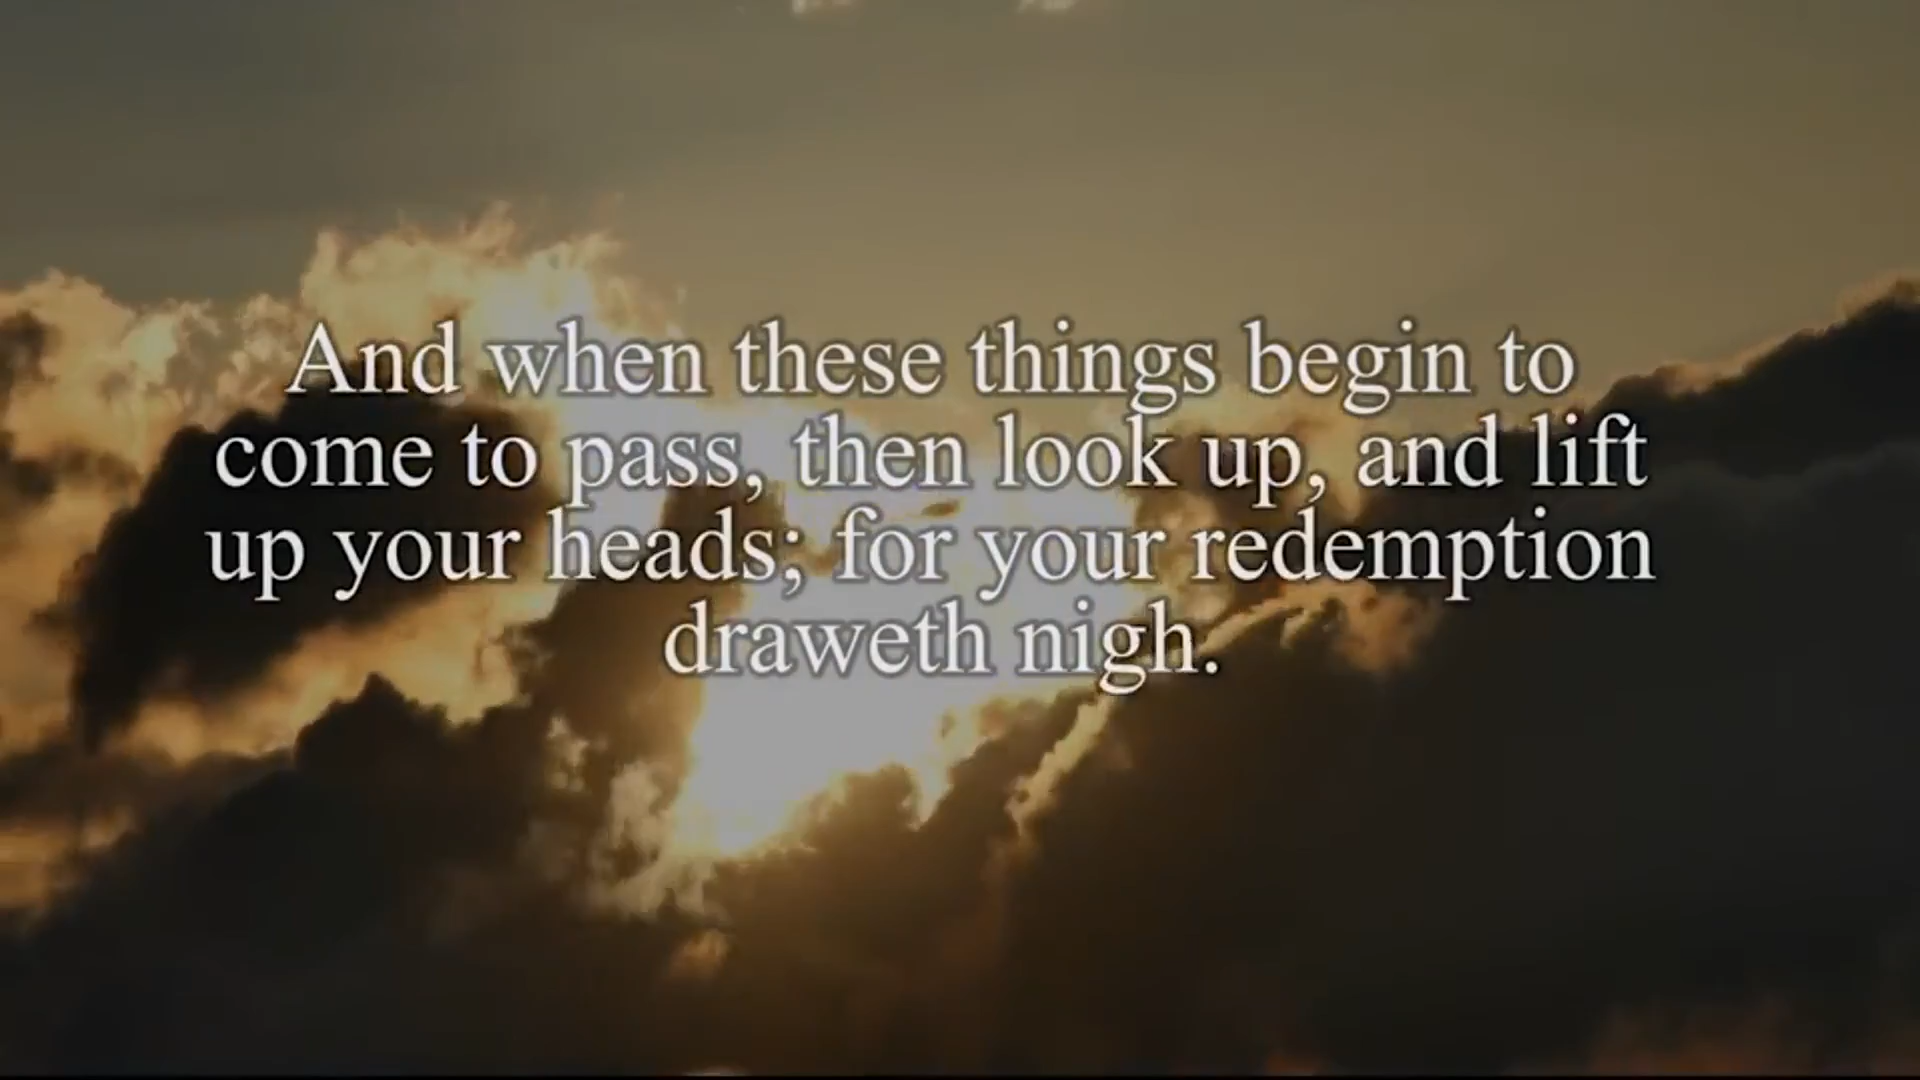 And when these things begin to
come to pass, then look up, and lift
up your heads; for your redemption
draweth nigh.